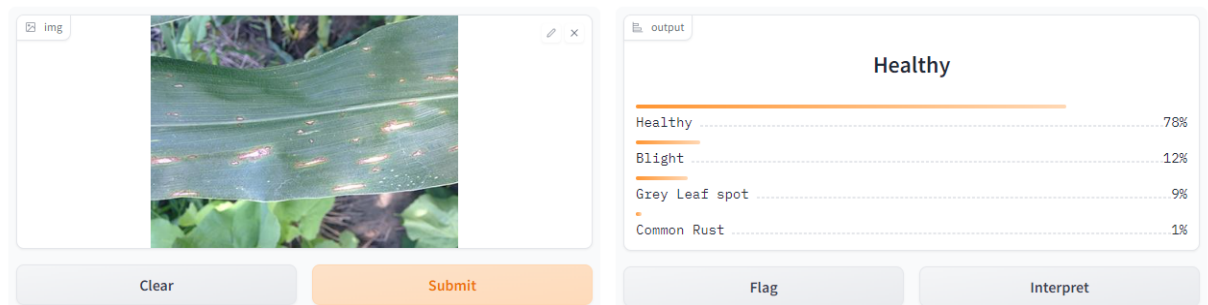 img
output
Healthy
Healthy 78%
Blight 12%
Grey Leaf spot 9%
Common Rust 1%
Clear
Submit
Flag
Interpret